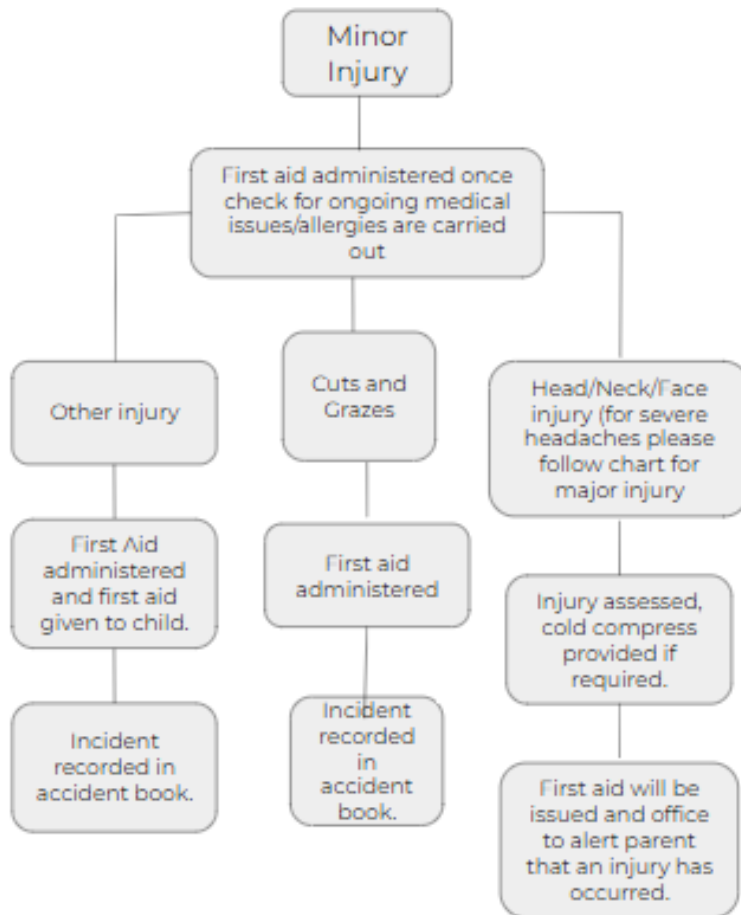 Minor
Injury
First aid administered once
check for ongoing medical
issues/allergies are carried
out
Other injury
First Aid
administered
and first aid
given to child.
Incident
recorded in
accident book.
Cuts and
Grazes
First aid
administered
Incident
recorded
in
accident
book.
Head/Neck/Face
injury (for severe
headaches please
follow chart for
major injury
Injury assessed,
cold compress
provided if
required.
First aid will be
issued and office
to alert parent
that an injury has
occurred.